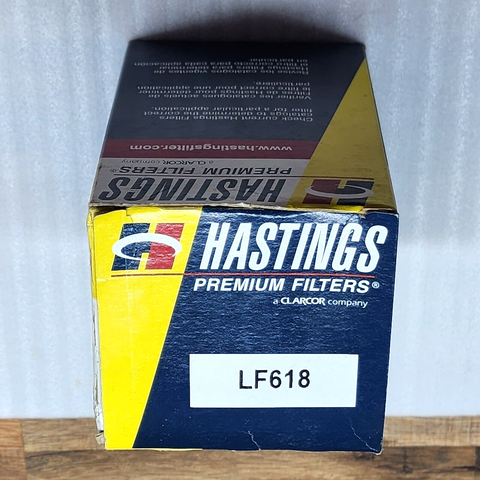 HASTINGS
PREMIUM FILTERS®
a CLARCOR company
LF618
HASTINGS
PREMIUM FILTERS®
a CLARCOR company
www.hastingsfilter.com
Check current Hastings Filters
catalogs to determine the correct
filter for a particular application